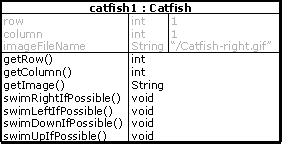 catfish1 : Catfish
row int 1
column int 1
imageFileName String "/Catfish-right.gif"
getRow() int
getColumn() int
getImage() String
swimRightIfPossible() void
swimLeftIfPossible() void
swimDownIfPossible() void
swimUpIfPossible() void